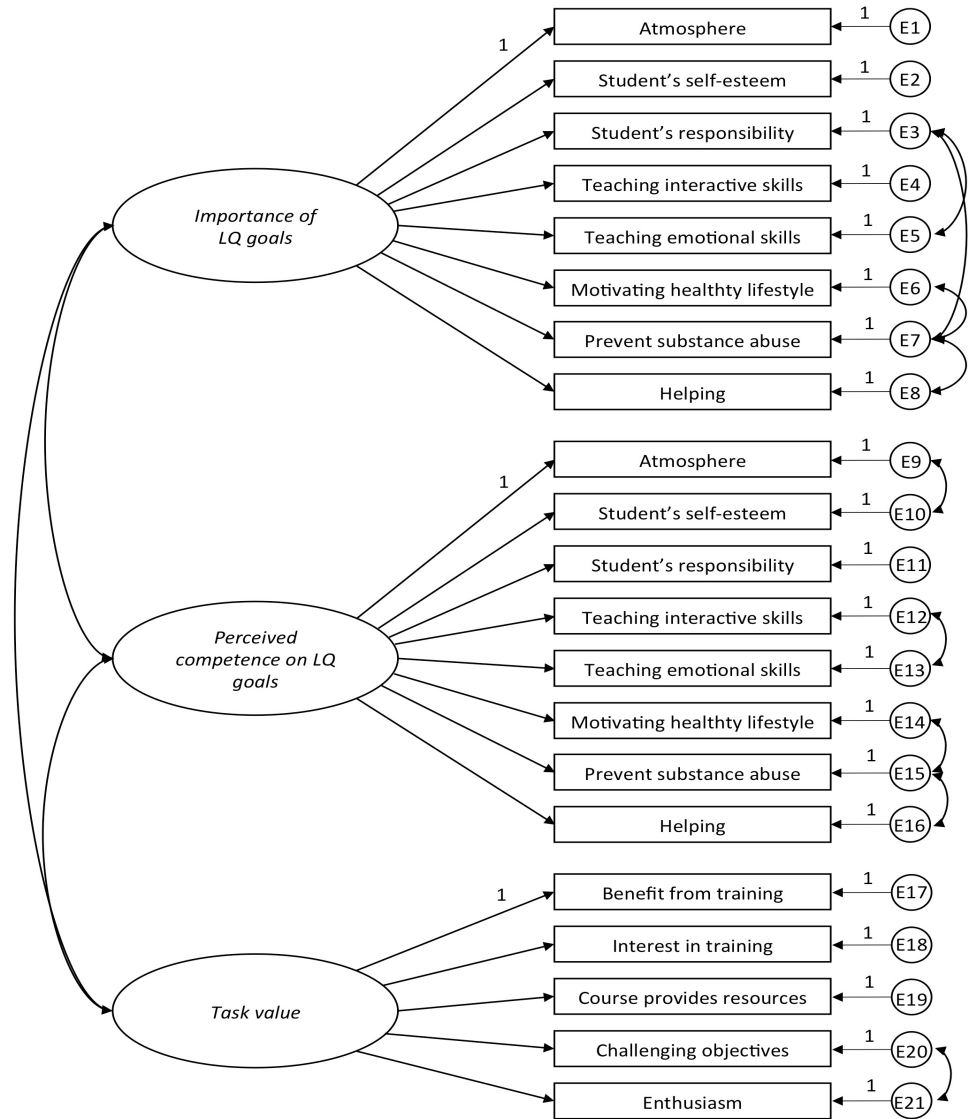 1
Atmosphere
1
E1
Student's self-esteem
1
E2
Student's responsibility
1
E3
Teaching interactive skills
1
E4
Importance of
LQ goals
Teaching emotional skills
1
E5
Motivating healthty lifestyle
1
E6
Prevent substance abuse
1
E7
Helping
1
E8
1
Atmosphere
1
E9
Student's self-esteem
1
E10
Student's responsibility
1
E11
Teaching interactive skills
1
E12
Perceived
competence on LQ
goals
Teaching emotional skills
1
E13
Motivating healthty lifestyle
1
E14
Prevent substance abuse
1
E15
Helping
1
E16
1
Benefit from training
1
E17
Interest in training
1
E18
Course provides resources
1
E19
Task value
Challenging objectives
1
E20
Enthusiasm
1
E21